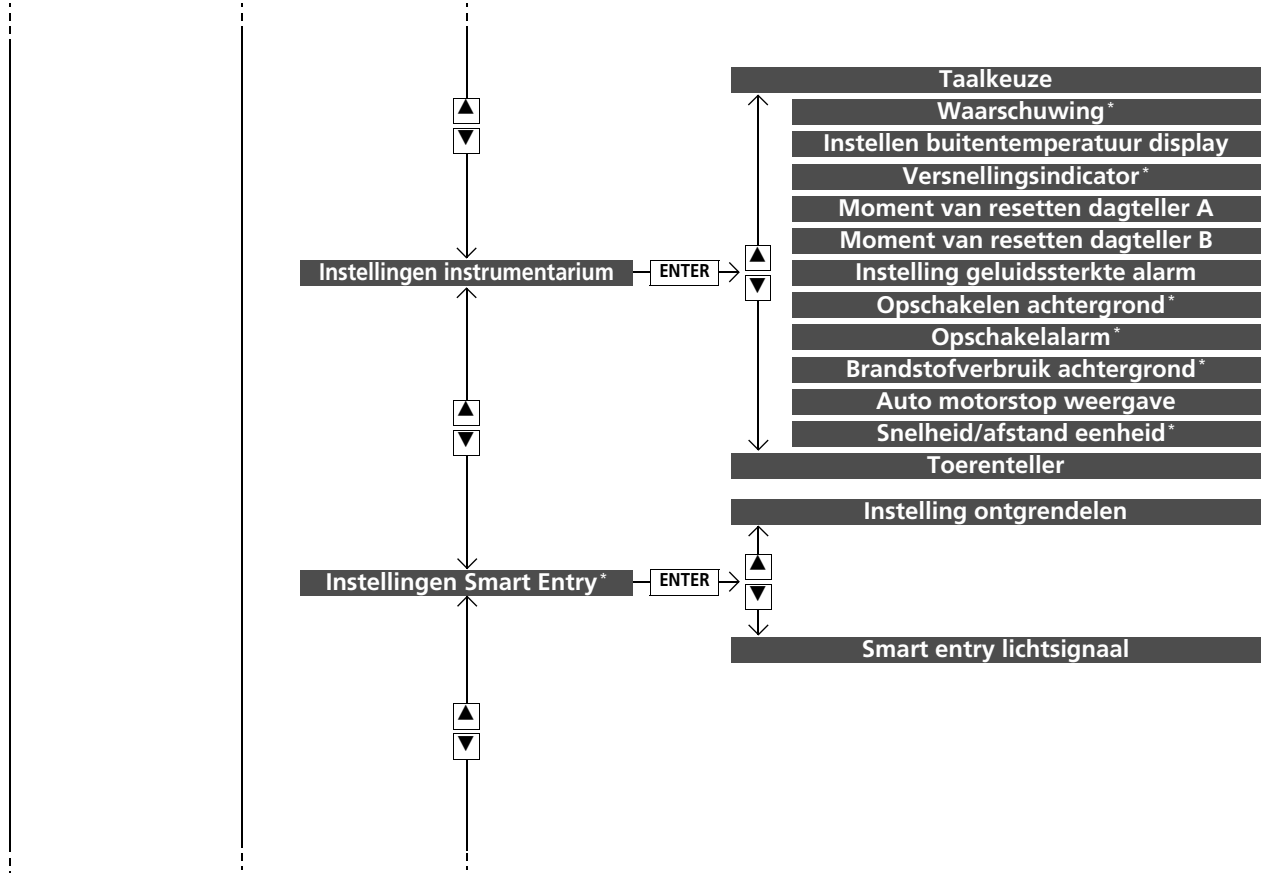 Taalkeuze
Waarschuwing*
Instellen buitentemperatuur display
Versnellingsindicator*
Moment van resetten dagteller A
Moment van resetten dagteller B
Instellingen instrumentarium ENTER Instelling geluidssterkte alarm
Opschakelen achtergrond*
Opschakelalarm*
Brandstofverbruik achtergrond*
Auto motorstop weergave
Snelheid/afstand eenheid*
Toerenteller
Instelling ontgrendelen
Instellingen Smart Entry* ENTER
Smart entry lichtsignaal